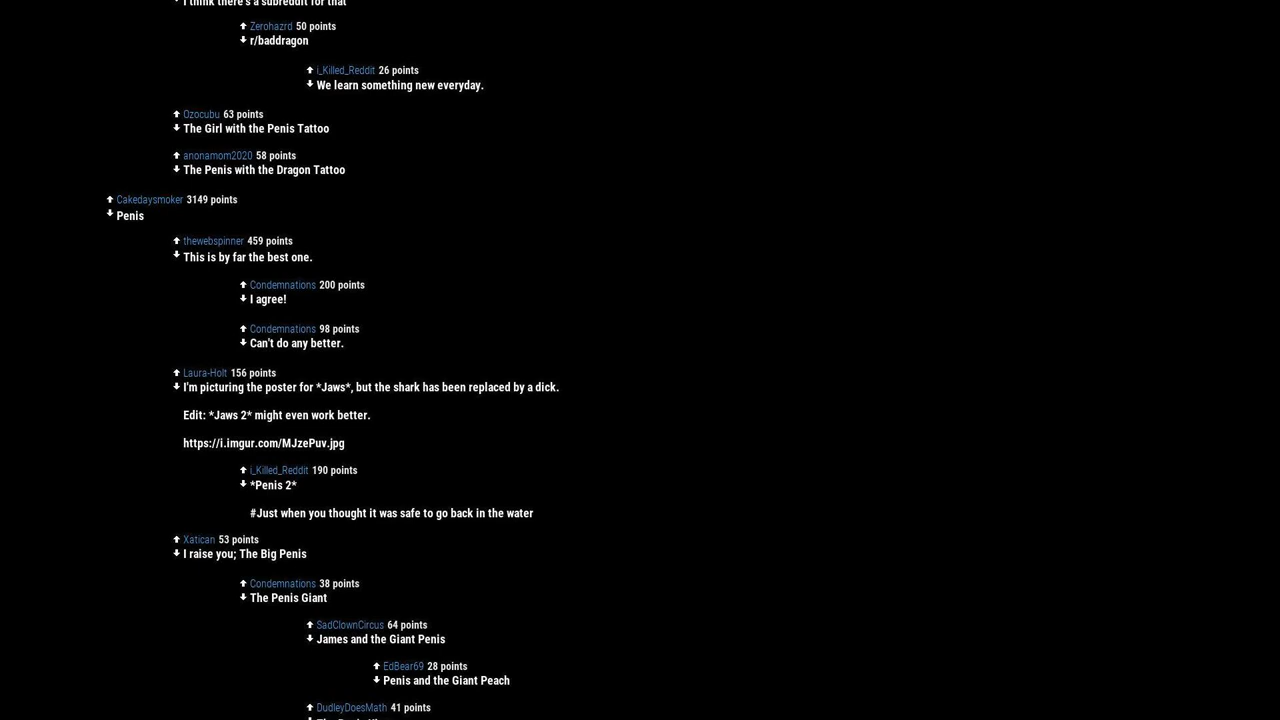 I think there's a subreddit for that
Zerohazrd 50 points
r/baddragon
i_Killed_Reddit 26 points
We learn something new everyday.
Ozocubu 63 points
The Girl with the Penis Tattoo
anonamom2020 58 points
The Penis with the Dragon Tattoo
Cakedaysmoker 3149 points
Penis
thewebspinner 459 points
This is by far the best one.
Condemnations 200 points
I agree!
Condemnations 98 points
Can't do any better.
Laura-Holt 156 points
I'm picturing the poster for *Jaws*, but the shark has been replaced by a dick.
Edit: *Jaws 2* might even work better.
https://i.imgur.com/MJzePuv.jpg
i_Killed_Reddit 190 points
*Penis 2*
#Just when you thought it was safe to go back in the water
Xatican 53 points
I raise you; The Big Penis
Condemnations 38 points
The Penis Giant
SadClownCircus 64 points
James and the Giant Penis
EdBear69 28 points
Penis and the Giant Peach
DudleyDoesMath 41 points